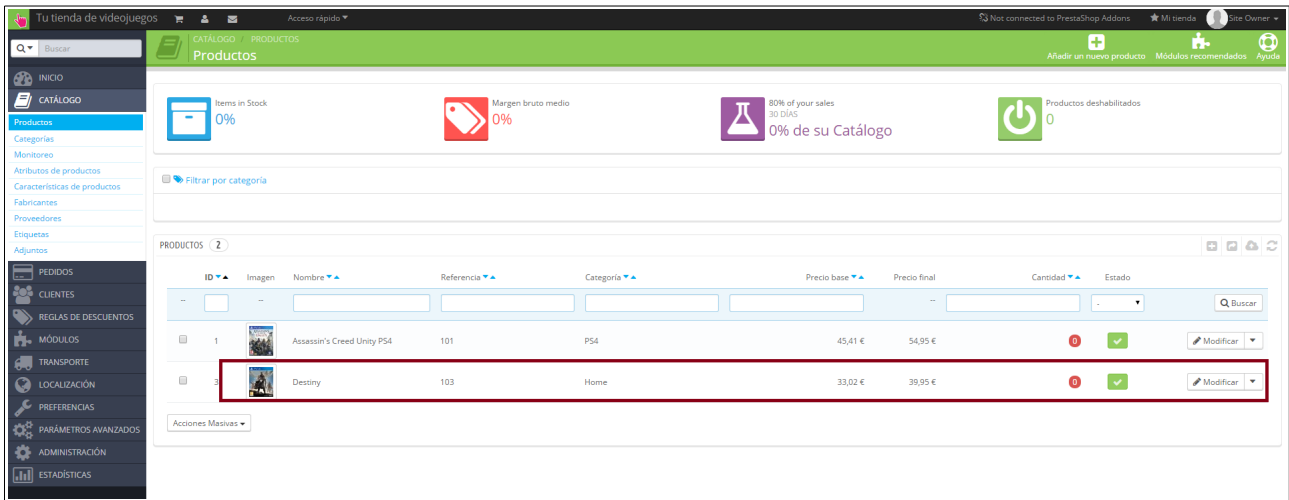 Tu tienda de videojuegos Acceso rápido Not connected to PrestaShop Addons Mi tienda Site Owner
Buscar
CATÁLOGO / PRODUCTOS
Productos
Añadir un nuevo producto Módulos recomendados Ayuda
INICIO
CATÁLOGO
Productos
Categorías
Monitoreo
Atributos de productos
Características de productos
Fabricantes
Proveedores
Etiquetas
Adjuntos
PEDIDOS
CLIENTES
REGLAS DE DESCUENTOS
MÓDULOS
TRANSPORTE
LOCALIZACIÓN
PREFERENCIAS
PARÁMETROS AVANZADOS
ADMINISTRACIÓN
ESTADÍSTICAS
Items in Stock
0%
Margen bruto medio
0%
80% of your sales
30 DÍAS
0% de su Catálogo
Productos deshabilitados
0
Filtrar por categoría
PRODUCTOS 2
ID Imagen Nombre Referencia Categoría Precio base Precio final Cantidad Estado
-- -- -- - Buscar
1 Assassin's Creed Unity PS4 101 PS4 45,41 € 54,95 € 0 Modificar
3 Destiny 103 Home 33,02 € 39,95 € 0 Modificar
Acciones Masivas